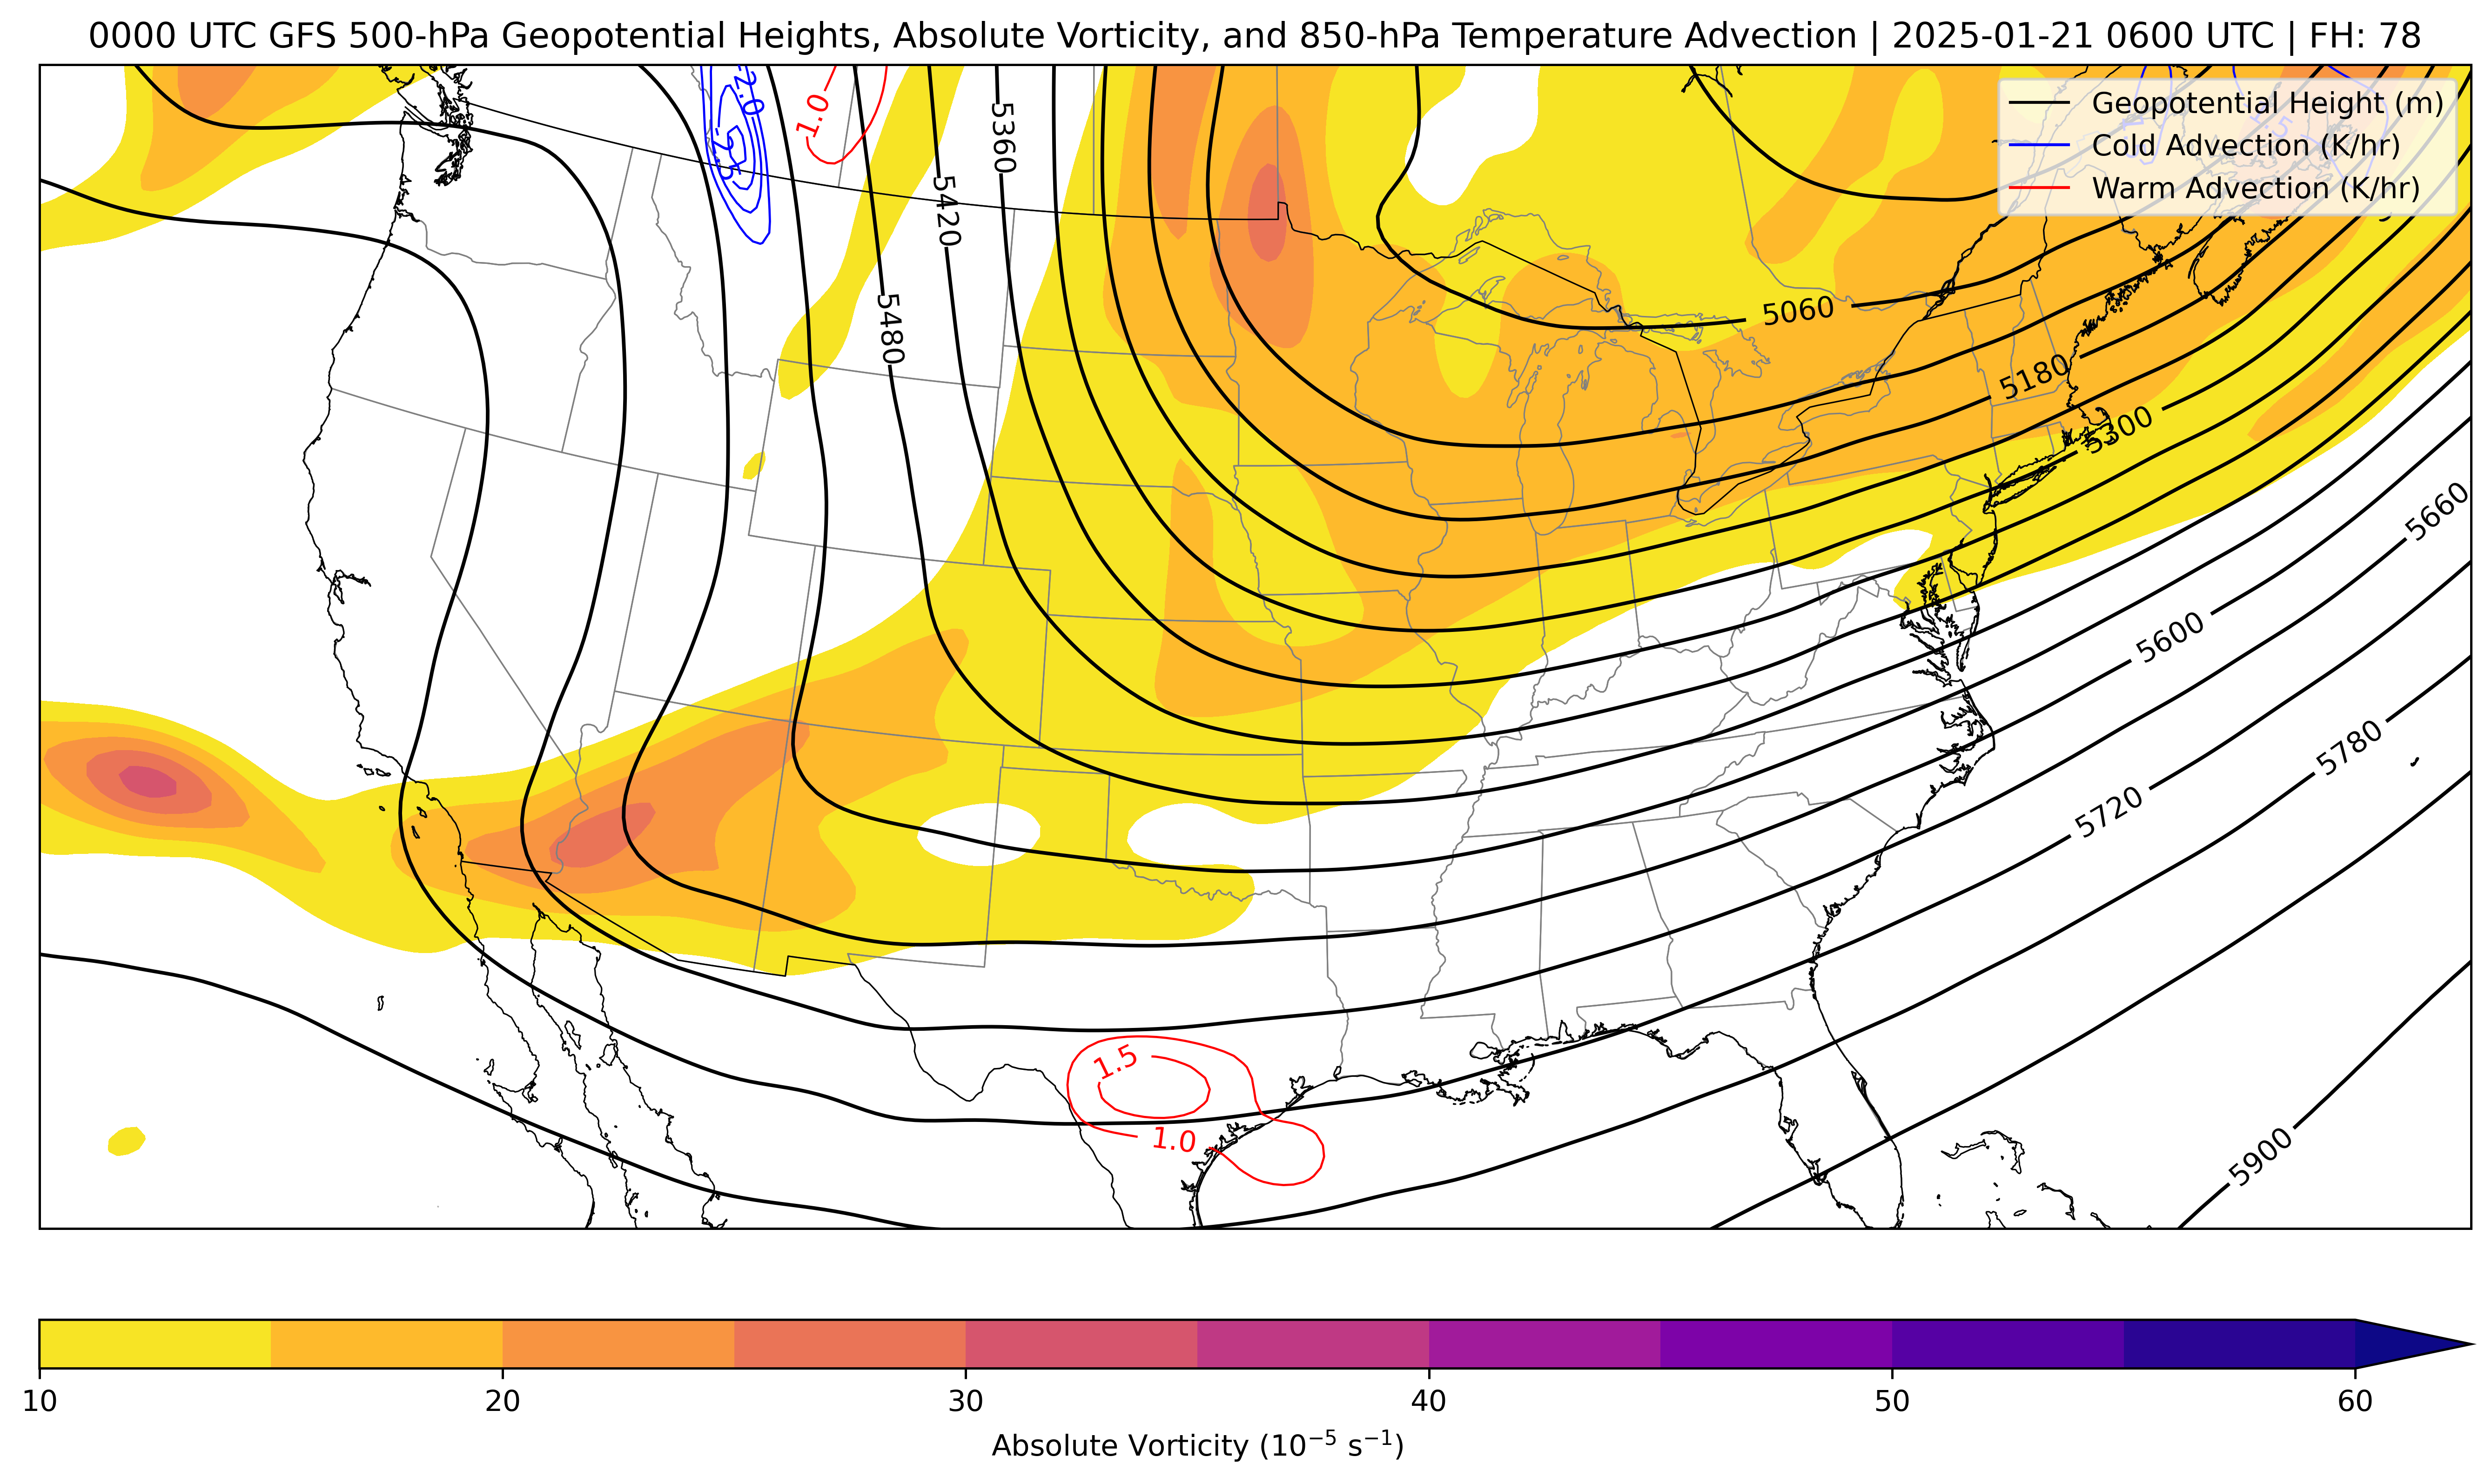 0000 UTC GFS 500-hPa Geopotential Heights, Absolute Vorticity, and 850-hPa Temperature Advection | 2025-01-21 0600 UTC | FH: 78
Geopotential Height (m)
Cold Advection (K/hr)
Warm Advection (K/hr)
-2.0
1.0
5360
5420
5480
5060
5180
5300
5660
5600
5780
5720
5900
1.5
1.0
10 20 30 40 50 60
Absolute Vorticity (10⁻⁵ s⁻¹)